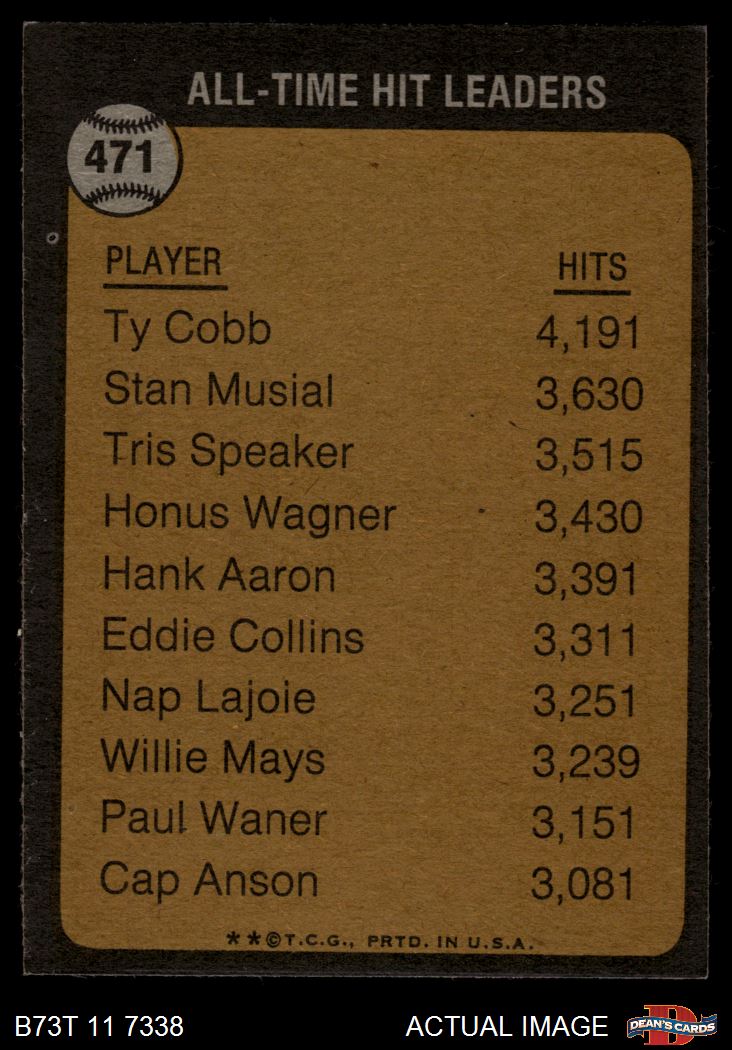 ALL-TIME HIT LEADERS
471
PLAYER HITS
Ty Cobb 4,191
Stan Musial 3,630
Tris Speaker 3,515
Honus Wagner 3,430
Hank Aaron 3,391
Eddie Collins 3,311
Nap Lajoie 3,251
Willie Mays 3,239
Paul Waner 3,151
Cap Anson 3,081
**©T.C.G., PRTD. IN U.S.A.
B73T 11 7338 ACTUAL IMAGE D DEAN'S CARDS